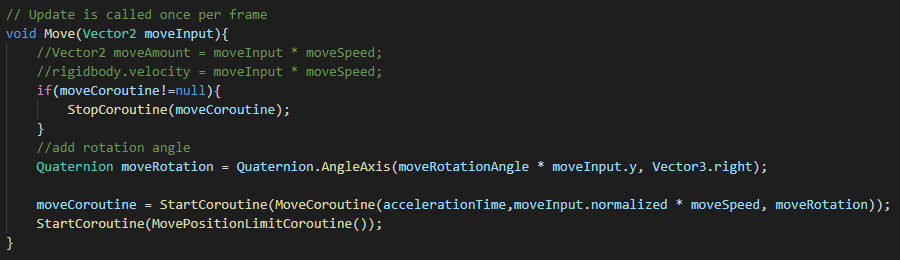 // Update is called once per frame
void Move(Vector2 moveInput){
//Vector2 moveAmount = moveInput * moveSpeed;
//rigidbody.velocity = moveInput * moveSpeed;
if(moveCoroutine!=null){
StopCoroutine(moveCoroutine);
}
//add rotation angle
Quaternion moveRotation = Quaternion.AngleAxis(moveRotationAngle * moveInput.y, Vector3.right);
moveCoroutine = StartCoroutine(MoveCoroutine(accelerationTime,moveInput.normalized * moveSpeed, moveRotation));
StartCoroutine(MovePositionLimitCoroutine());
}